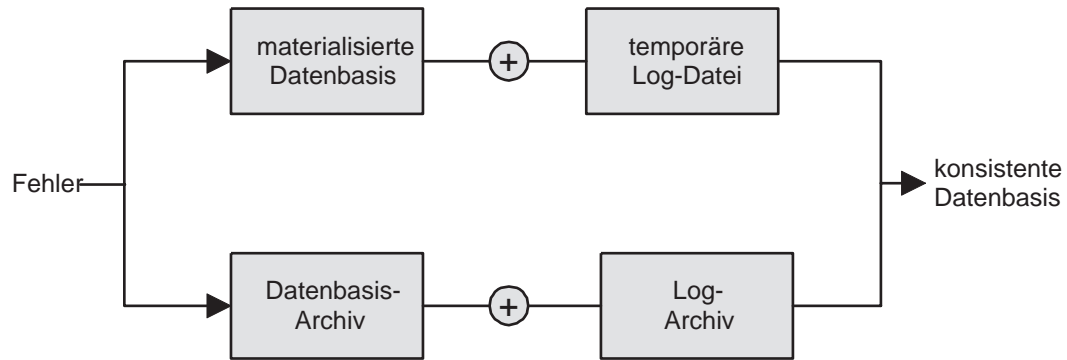 materialisierte
Datenbasis
+
temporäre
Log-Datei
Fehler
konsistente
Datenbasis
Datenbasis-
Archiv
+
Log-
Archiv